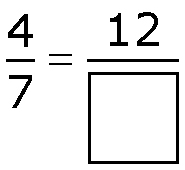 4/7 = 12/□